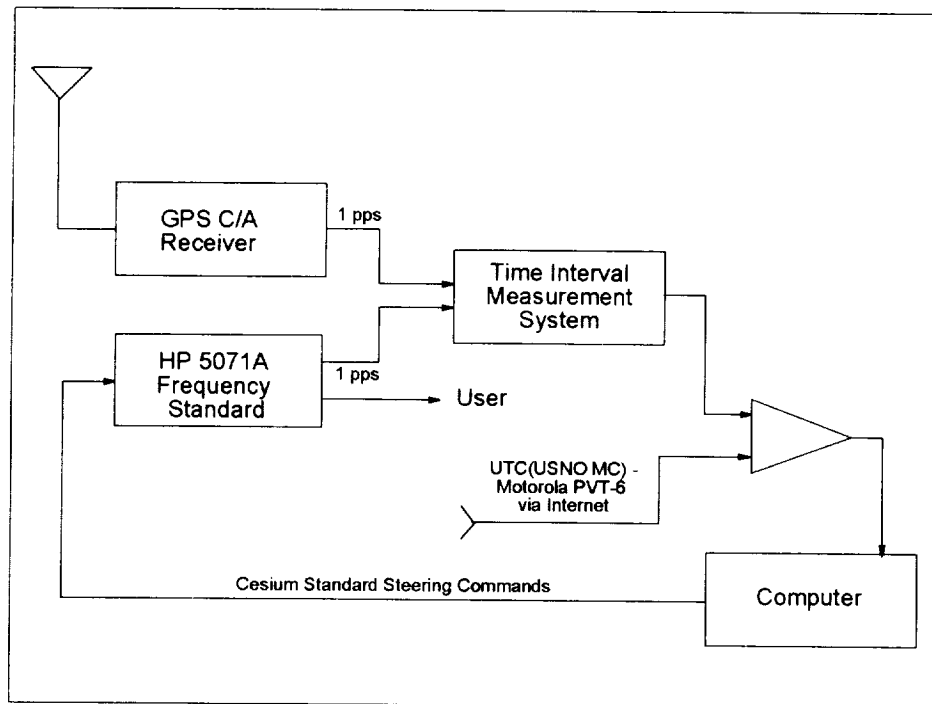 GPS C/A
Receiver
1 pps
Time Interval
Measurement
System
HP 5071A
Frequency
Standard
1 pps
User
UTC(USNO MC) -
Motorola PVT-6
via Internet
Cesium Standard Steering Commands
Computer